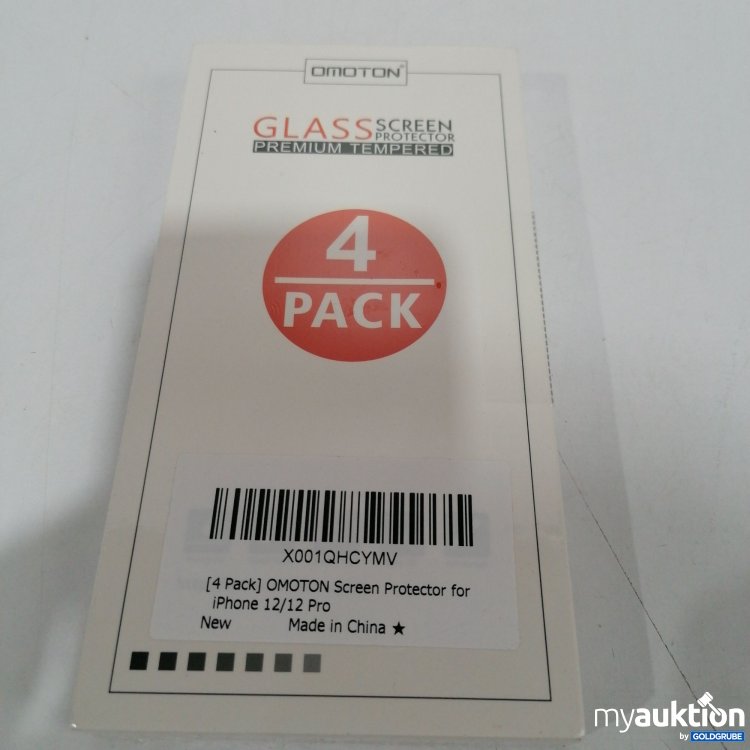 OMOTON®
GLASS SCREEN PROTECTOR
PREMIUM TEMPERED
4
PACK
X001QHCYMV
[4 Pack] OMOTON Screen Protector for
iPhone 12/12 Pro
New Made in China ★
myauktion
by GOLDGRUBE